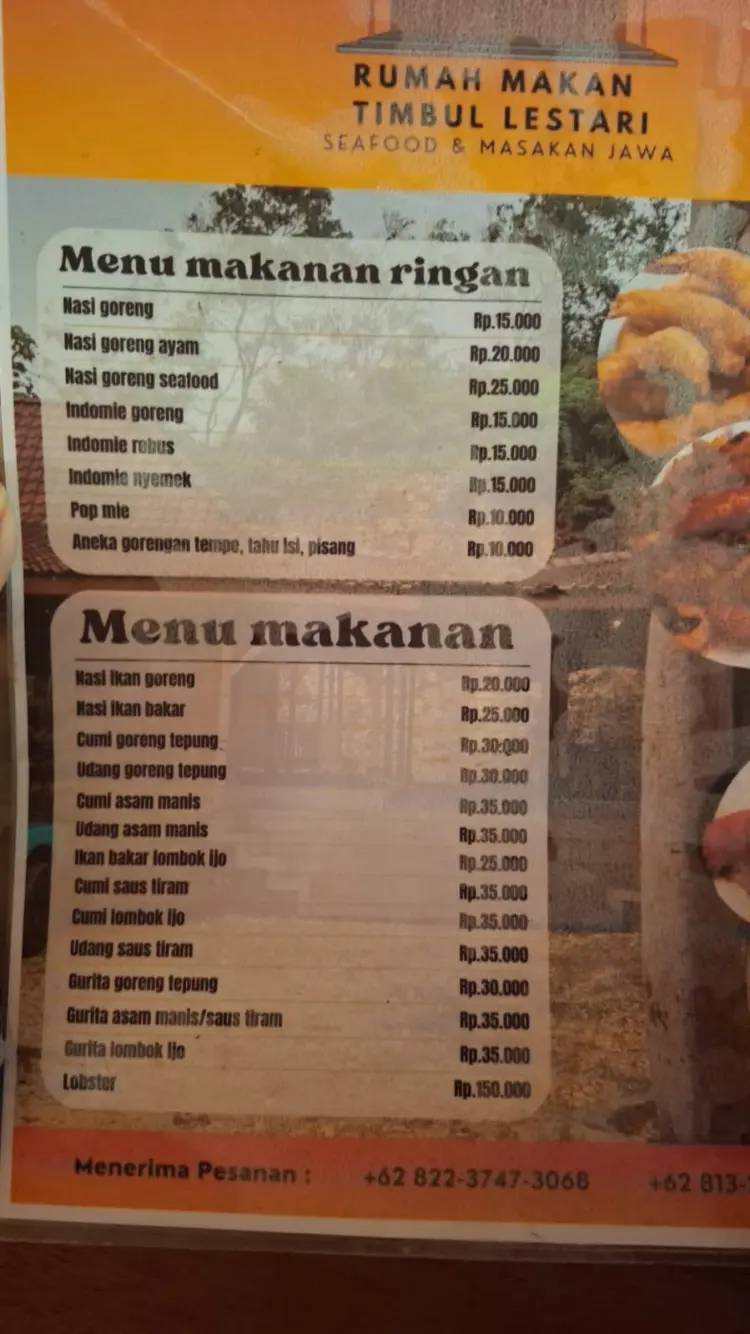 RUMAH MAKAN
TIMBUL LESTARI
SEAFOOD & MASAKAN JAWA
Menu makanan ringan
Nasi goreng Rp.15.000
Nasi goreng ayam Rp.20.000
Nasi goreng seafood Rp.25.000
Indomie goreng Rp.15.000
Indomie rebus Rp.15.000
Indomie nyemek Rp.15.000
Pop mie Rp.10.000
Aneka gorengan tempe, tahu isi, pisang Rp.10.000
Menu makanan
Nasi ikan goreng Rp.20.000
Nasi ikan bakar Rp.25.000
Cumi goreng tepung Rp.30.000
Udang goreng tepung Rp.30.000
Cumi asam manis Rp.35.000
Udang asam manis Rp.35.000
Ikan bakar lombok ijo Rp.25.000
Cumi saus tiram Rp.35.000
Cumi lombok ijo Rp.35.000
Udang saus tiram Rp.35.000
Gurita goreng tepung Rp.30.000
Gurita asam manis/saus tiram Rp.35.000
Gurita lombok ijo Rp.35.000
Lobster Rp.150.000
Menerima Pesanan : +62 822-3747-3068 +62 813-